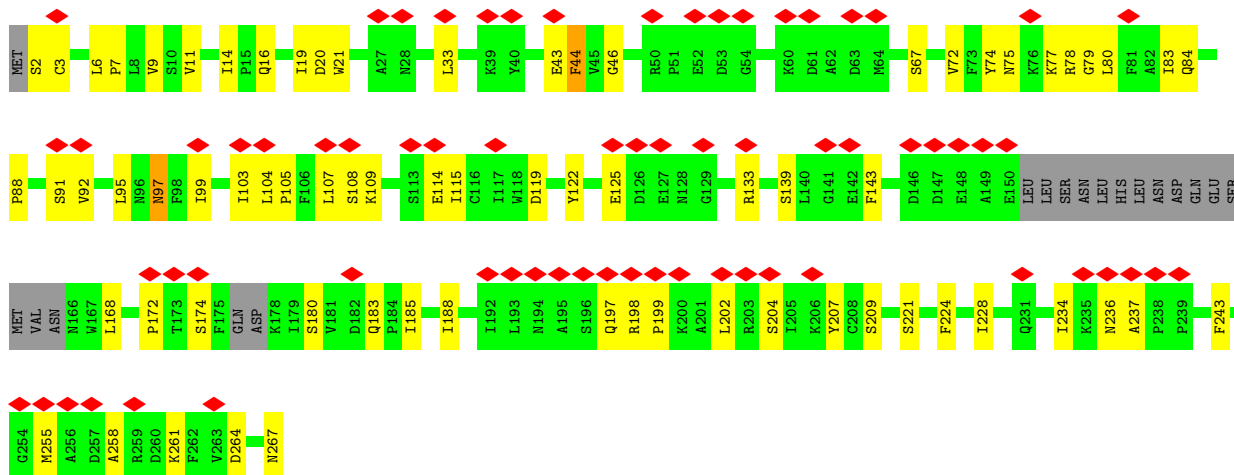 MET S2 C3 L6 P7 L8 V9 S10 V11 I14 P15 Q16 I19 D20 W21 A27 N28 L33 K39 Y40 E43 F44 V45 G46 R50 P51 E52 D53 G54 K60 D61 A62 D63 M64 S67 V72 F73 Y74 N75 K76 K77 R78 G79 L80 F81 A82 I83 Q84
P88 S91 V92 L95 N96 N97 F98 I99 I103 L104 P105 F106 L107 S108 K109 S113 E114 I115 C116 I117 W118 D119 Y122 E125 D126 E127 N128 G129 R133 S139 L140 G141 E142 F143 D146 D147 E148 A149 E150 LEU LEU SER ASN LEU HIS LEU ASN ASP GLN GLU SER
MET VAL ASN N166 W167 L168 P172 T173 S174 F175 GLN ASP K178 I179 S180 V181 D182 Q183 P184 I185 I188 I192 L193 N194 A195 S196 Q197 R198 P199 K200 A201 L202 R203 S204 I205 K206 Y207 C208 S209 S221 F224 I228 Q231 I234 K235 N236 A237 P238 P239 F243
G254 M255 A256 D257 A258 R259 D260 K261 F262 V263 D264 N267